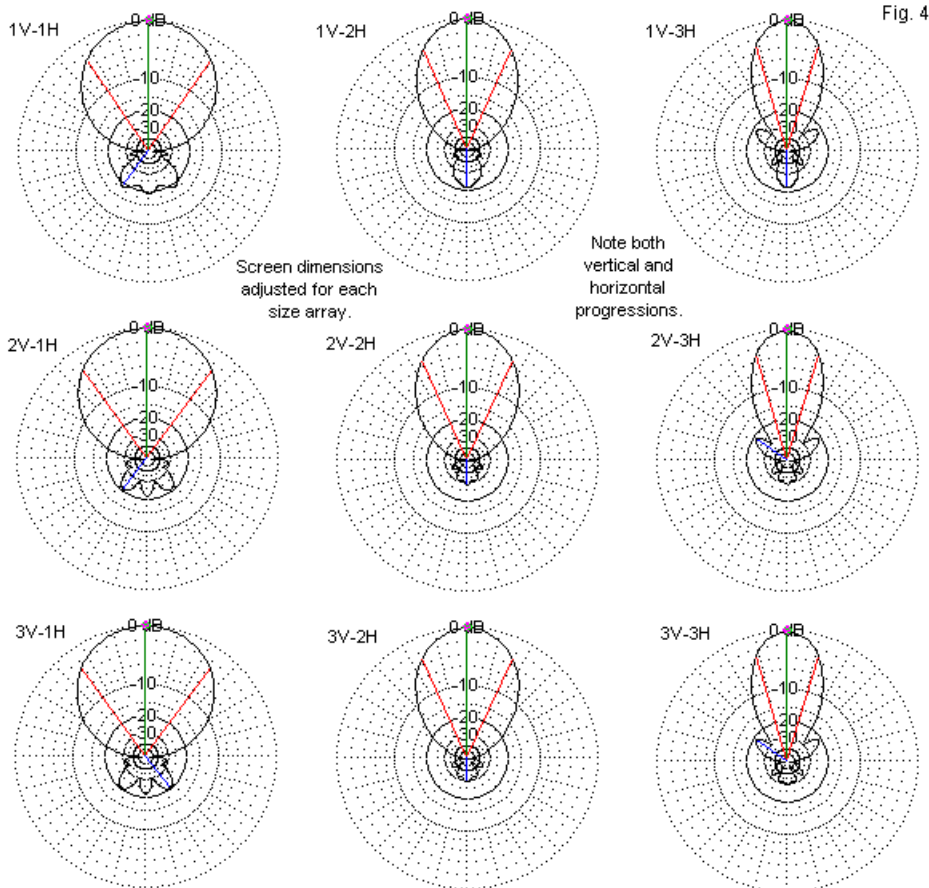 Fig. 4
1V-1H
0 dB
-10
20
30
1V-2H
0 dB
-10
20
30
1V-3H
0 dB
-10
20
30
Screen dimensions
adjusted for each
size array.
Note both
vertical and
horizontal
progressions.
2V-1H
0 dB
-10
20
30
2V-2H
0 dB
-10
20
30
2V-3H
0 dB
-10
20
30
3V-1H
0 dB
-10
20
30
3V-2H
0 dB
-10
20
30
3V-3H
0 dB
-10
20
30